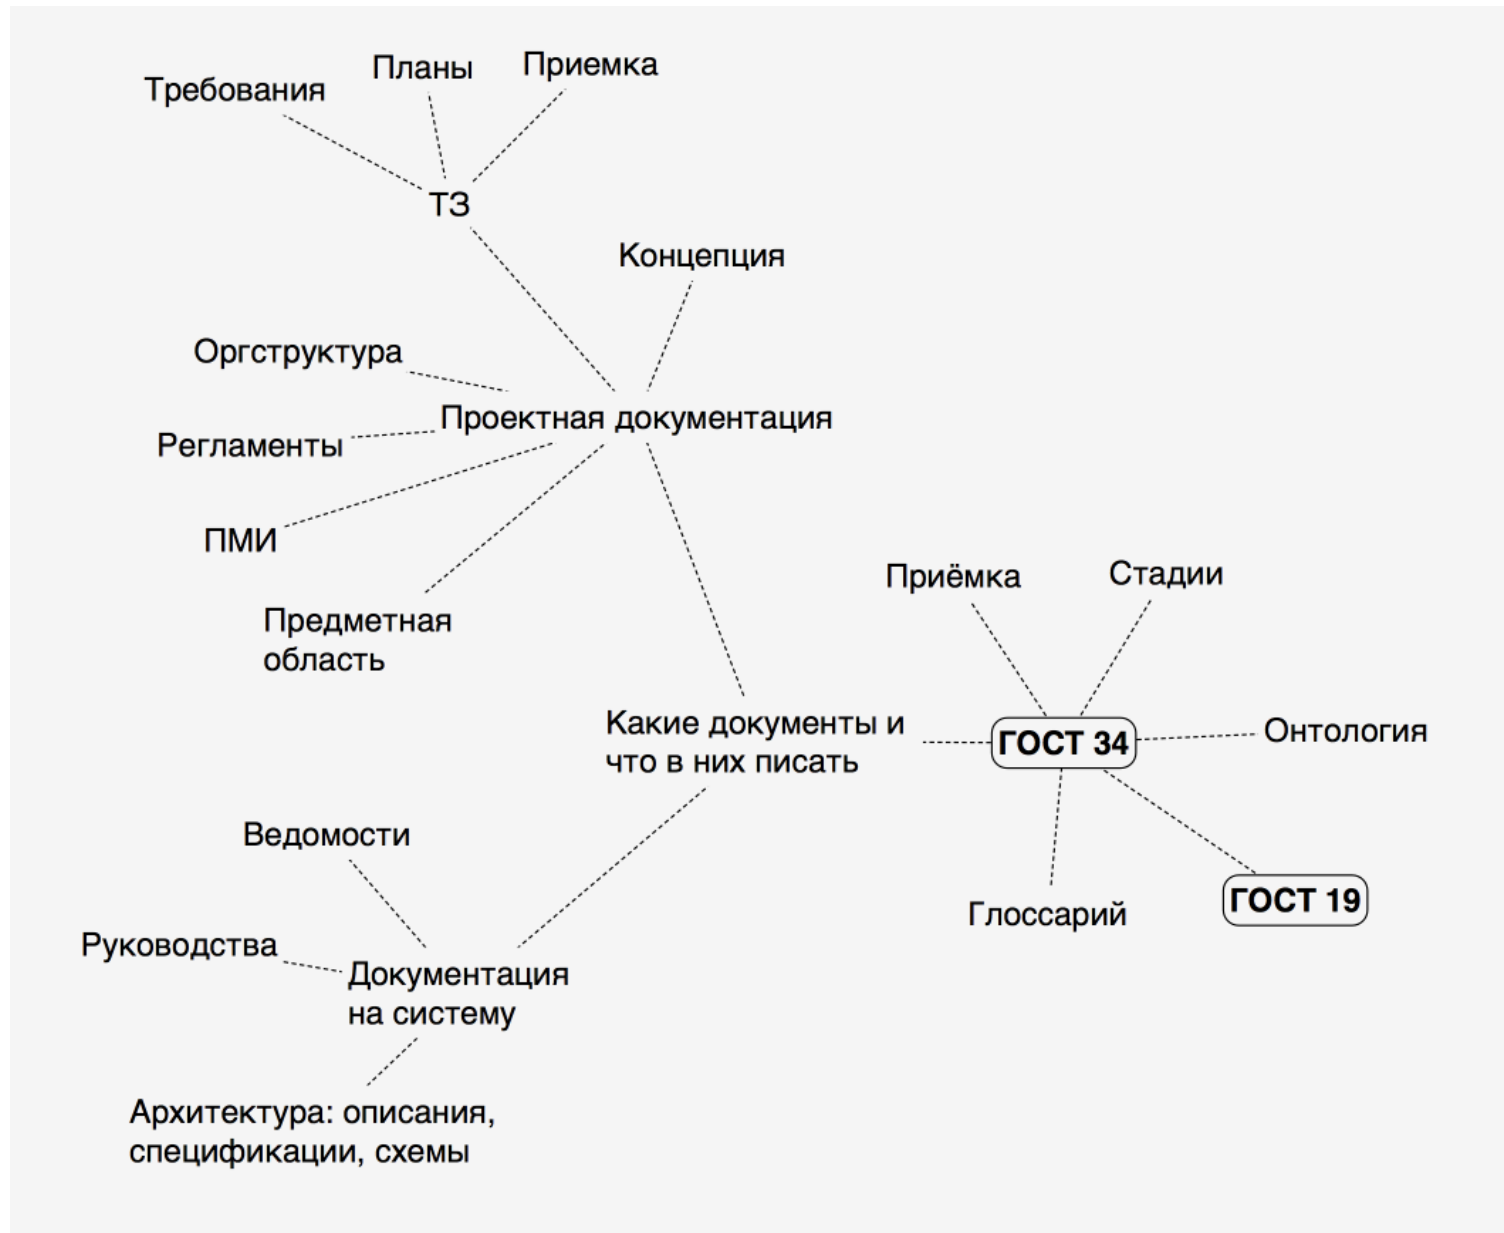 Планы
Приемка
Требования
ТЗ
Концепция
Оргструктура
Проектная документация
Регламенты
ПМИ
Предметная
область
Приёмка
Стадии
Какие документы и
что в них писать
ГОСТ 34
Онтология
Ведомости
Глоссарий
ГОСТ 19
Руководства
Документация
на систему
Архитектура: описания,
спецификации, схемы